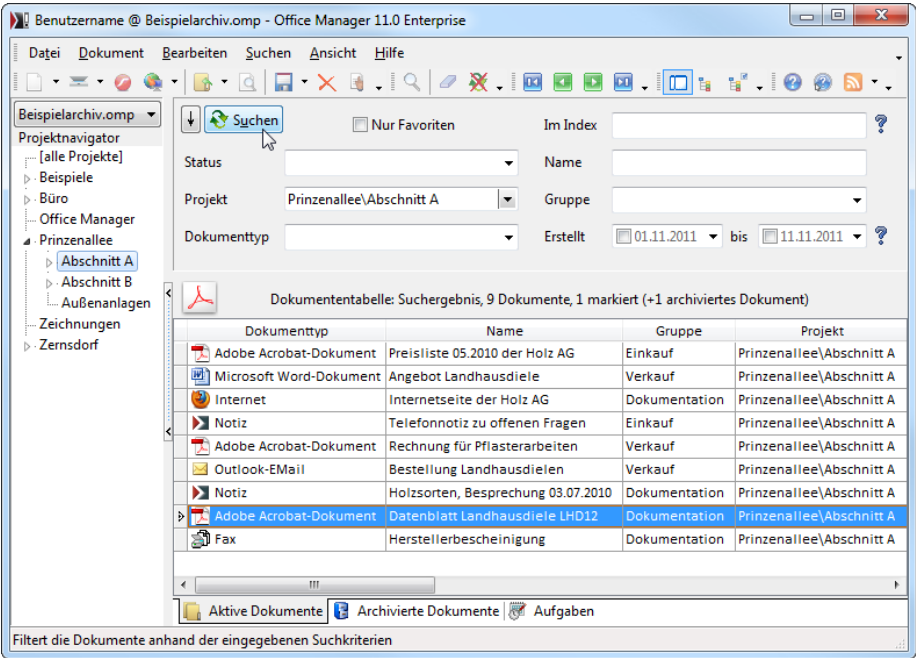 Benutzername @ Beispielarchiv.omp - Office Manager 11.0 Enterprise
Datei Dokument Bearbeiten Suchen Ansicht Hilfe
Beispielarchiv.omp
Projektnavigator
[alle Projekte]
Beispiele
Büro
Office Manager
Prinzenallee
Abschnitt A
Abschnitt B
Außenanlagen
Zeichnungen
Zernsdorf
Suchen Nur Favoriten Im Index
Status Name
Projekt Prinzenallee\Abschnitt A Gruppe
Dokumenttyp Erstellt 01.11.2011 bis 11.11.2011
Dokumententabelle: Suchergebnis, 9 Dokumente, 1 markiert (+1 archiviertes Dokument)
Dokumenttyp Name Gruppe Projekt
Adobe Acrobat-Dokument Preisliste 05.2010 der Holz AG Einkauf Prinzenallee\Abschnitt A
Microsoft Word-Dokument Angebot Landhausdiele Verkauf Prinzenallee\Abschnitt A
Internet Internetseite der Holz AG Dokumentation Prinzenallee\Abschnitt A
Notiz Telefonnotiz zu offenen Fragen Einkauf Prinzenallee\Abschnitt A
Adobe Acrobat-Dokument Rechnung für Pflasterarbeiten Verkauf Prinzenallee\Abschnitt A
Outlook-EMail Bestellung Landhausdielen Verkauf Prinzenallee\Abschnitt A
Notiz Holzsorten, Besprechung 03.07.2010 Dokumentation Prinzenallee\Abschnitt A
Adobe Acrobat-Dokument Datenblatt Landhausdiele LHD12 Dokumentation Prinzenallee\Abschnitt A
Fax Herstellerbescheinigung Dokumentation Prinzenallee\Abschnitt A
Aktive Dokumente Archivierte Dokumente Aufgaben
Filtert die Dokumente anhand der eingegebenen Suchkriterien